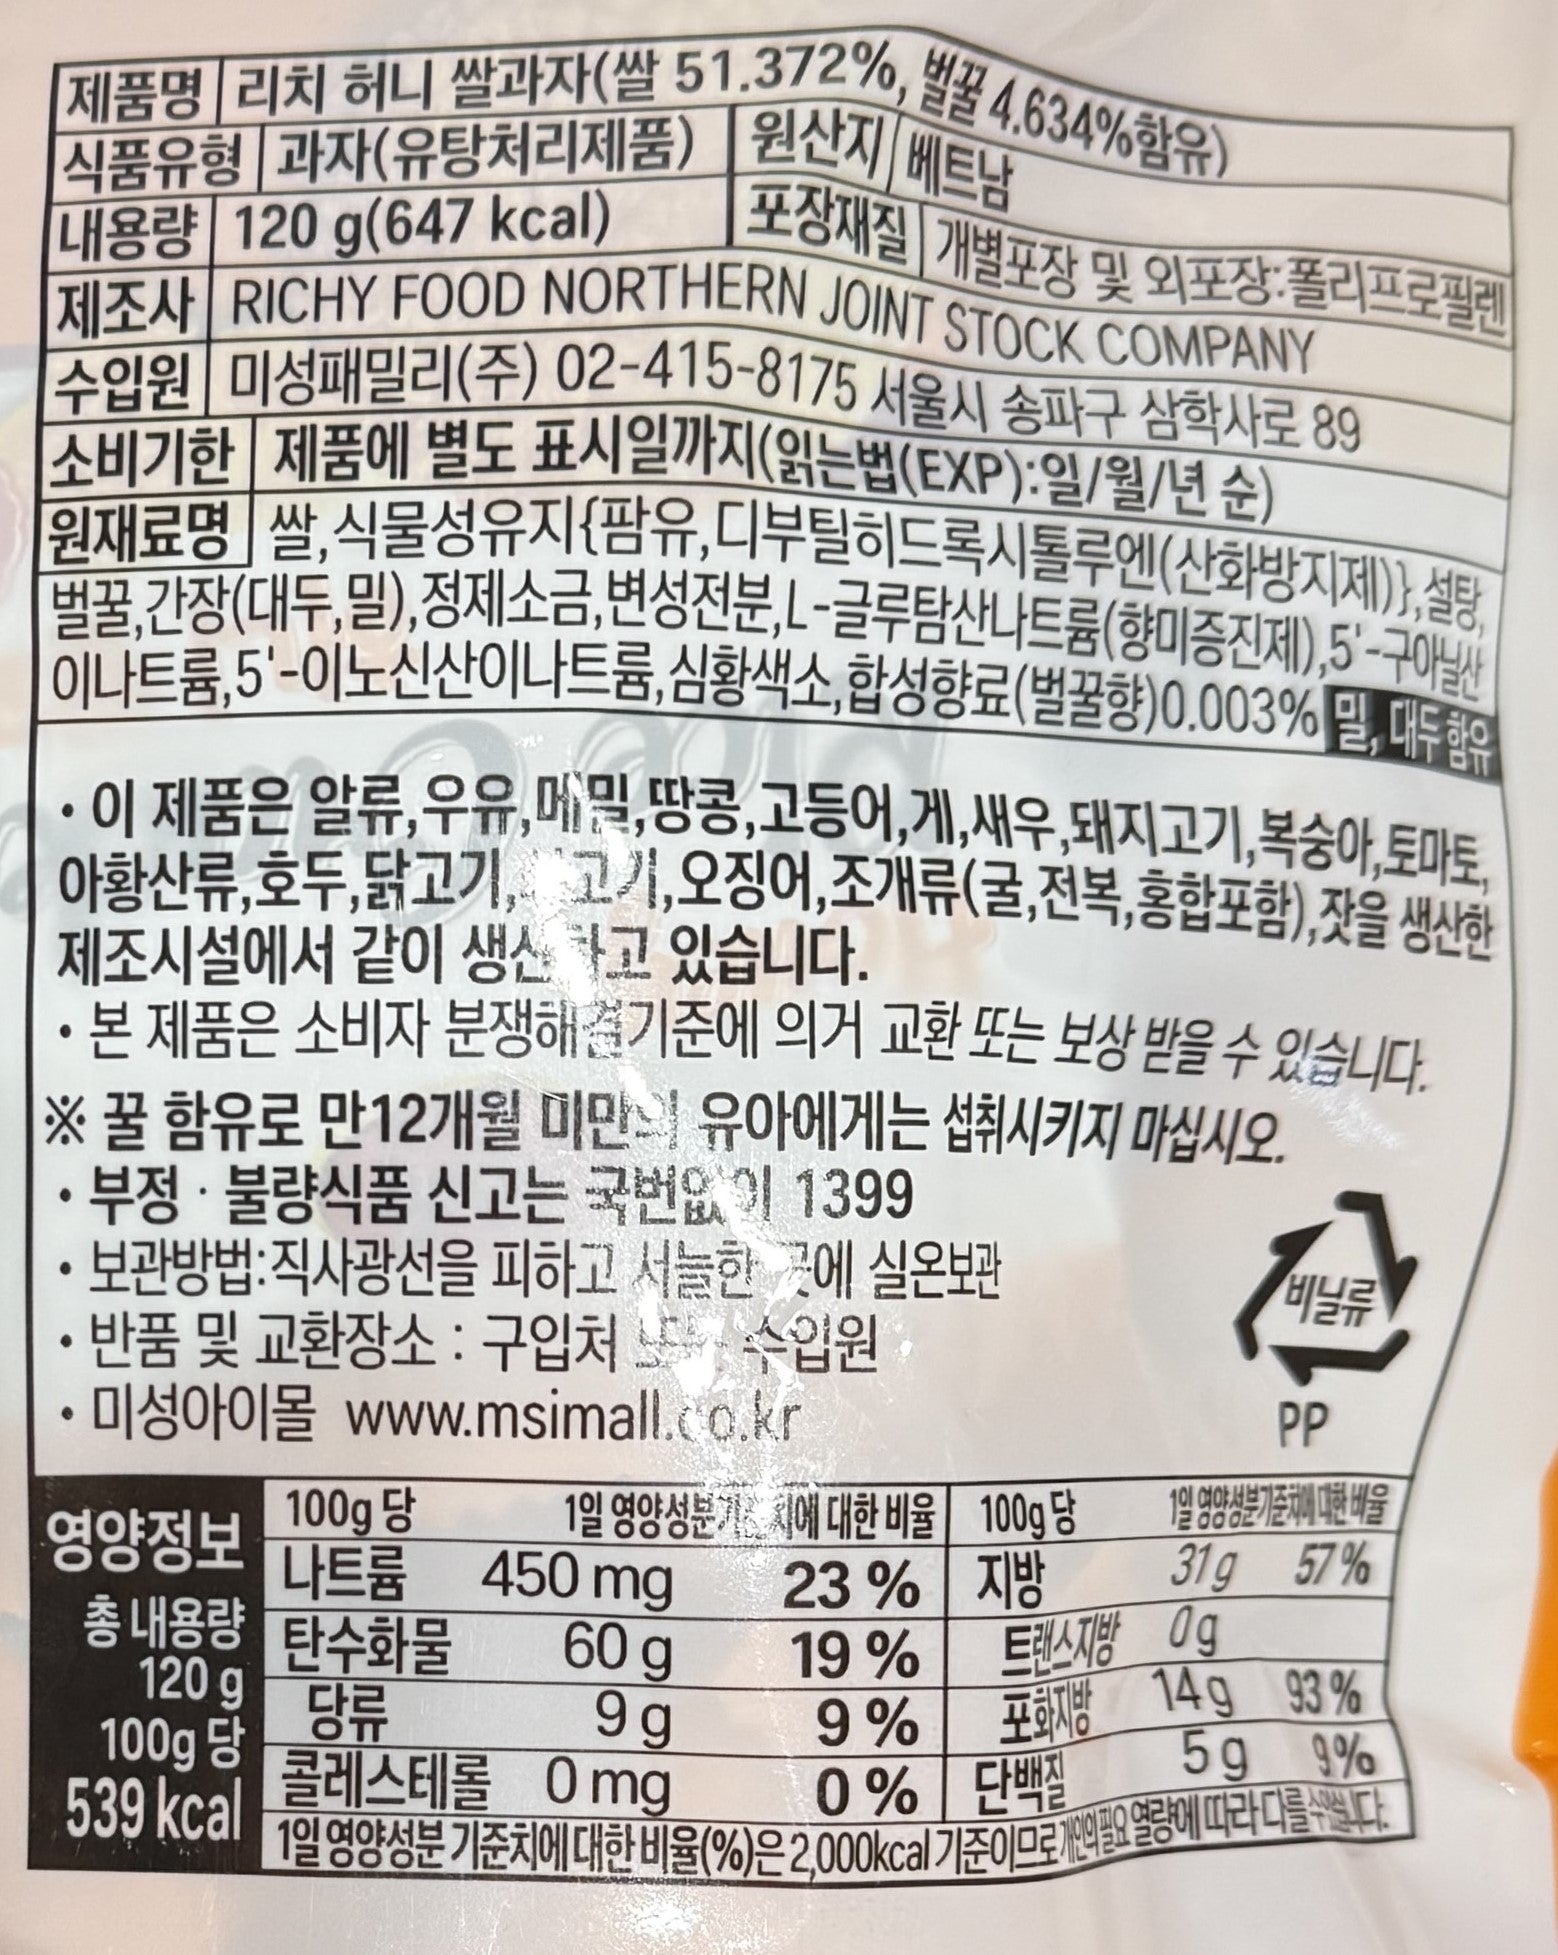 제품명 리치 허니 쌀과자(쌀 51.372%, 벌꿀 4.634%함유)
식품유형 과자(유탕처리제품) 원산지 베트남
내용량 120 g(647 kcal) 포장재질 개별포장 및 외포장:폴리프로필렌
제조사 RICHY FOOD NORTHERN JOINT STOCK COMPANY
수입원 미성패밀리(주) 02-415-8175 서울시 송파구 삼학사로 89
소비기한 제품에 별도 표시일까지(읽는법(EXP):일/월/년 순)
원재료명 쌀,식물성유지{팜유,디부틸히드록시톨루엔(산화방지제)},설탕,
벌꿀,간장(대두,밀),정제소금,변성전분,L-글루탐산나트륨(향미증진제),5'-구아닐산
이나트륨,5'-이노신산이나트륨,심황색소,합성향료(벌꿀향)0.003% 밀, 대두 함유
• 이 제품은 알류,우유,메밀,땅콩,고등어,게,새우,돼지고기,복숭아,토마토,
아황산류,호두,닭고기, 오징어,조개류(굴,전복,홍합포함),잣을 생산한
제조시설에서 같이 생산하고 있습니다.
• 본 제품은 소비자 분쟁해결기준에 의거 교환 또는 보상 받을 수 있습니다.
※ 꿀 함유로 만12개월 미만의 유아에게는 섭취시키지 마십시오.
• 부정 · 불량식품 신고는 국번없이 1399
• 보관방법:직사광선을 피하고 서늘한 곳에 실온보관
• 반품 및 교환장소 : 구입처 및 수입원
• 미성아이몰 www.msimall.co.kr
비닐류
PP
영양정보 100g 당 1일 영양성분기준치에 대한 비율 100g 당 1일 영양성분기준치에 대한 비율
나트륨 450 mg 23 % 지방 31 g 57 %
총 내용량 탄수화물 60 g 19 % 트랜스지방 0 g
120 g 당류 9 g 9 % 포화지방 14 g 93 %
100g 당 콜레스테롤 0 mg 0 % 단백질 5 g 9 %
539 kcal 1일 영양성분 기준치에 대한 비율(%)은 2,000kcal 기준이므로 개인의 필요 열량에 따라 다를 수 있습니다.